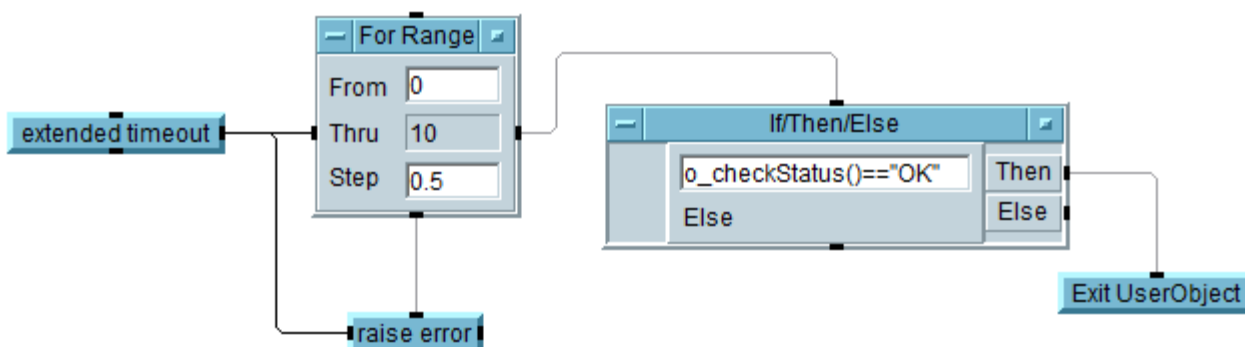 For Range
From 0
extended timeout
Thru 10
Step 0.5
If/Then/Else
o_checkStatus()=="OK" Then
Else Else
Exit UserObject
raise error